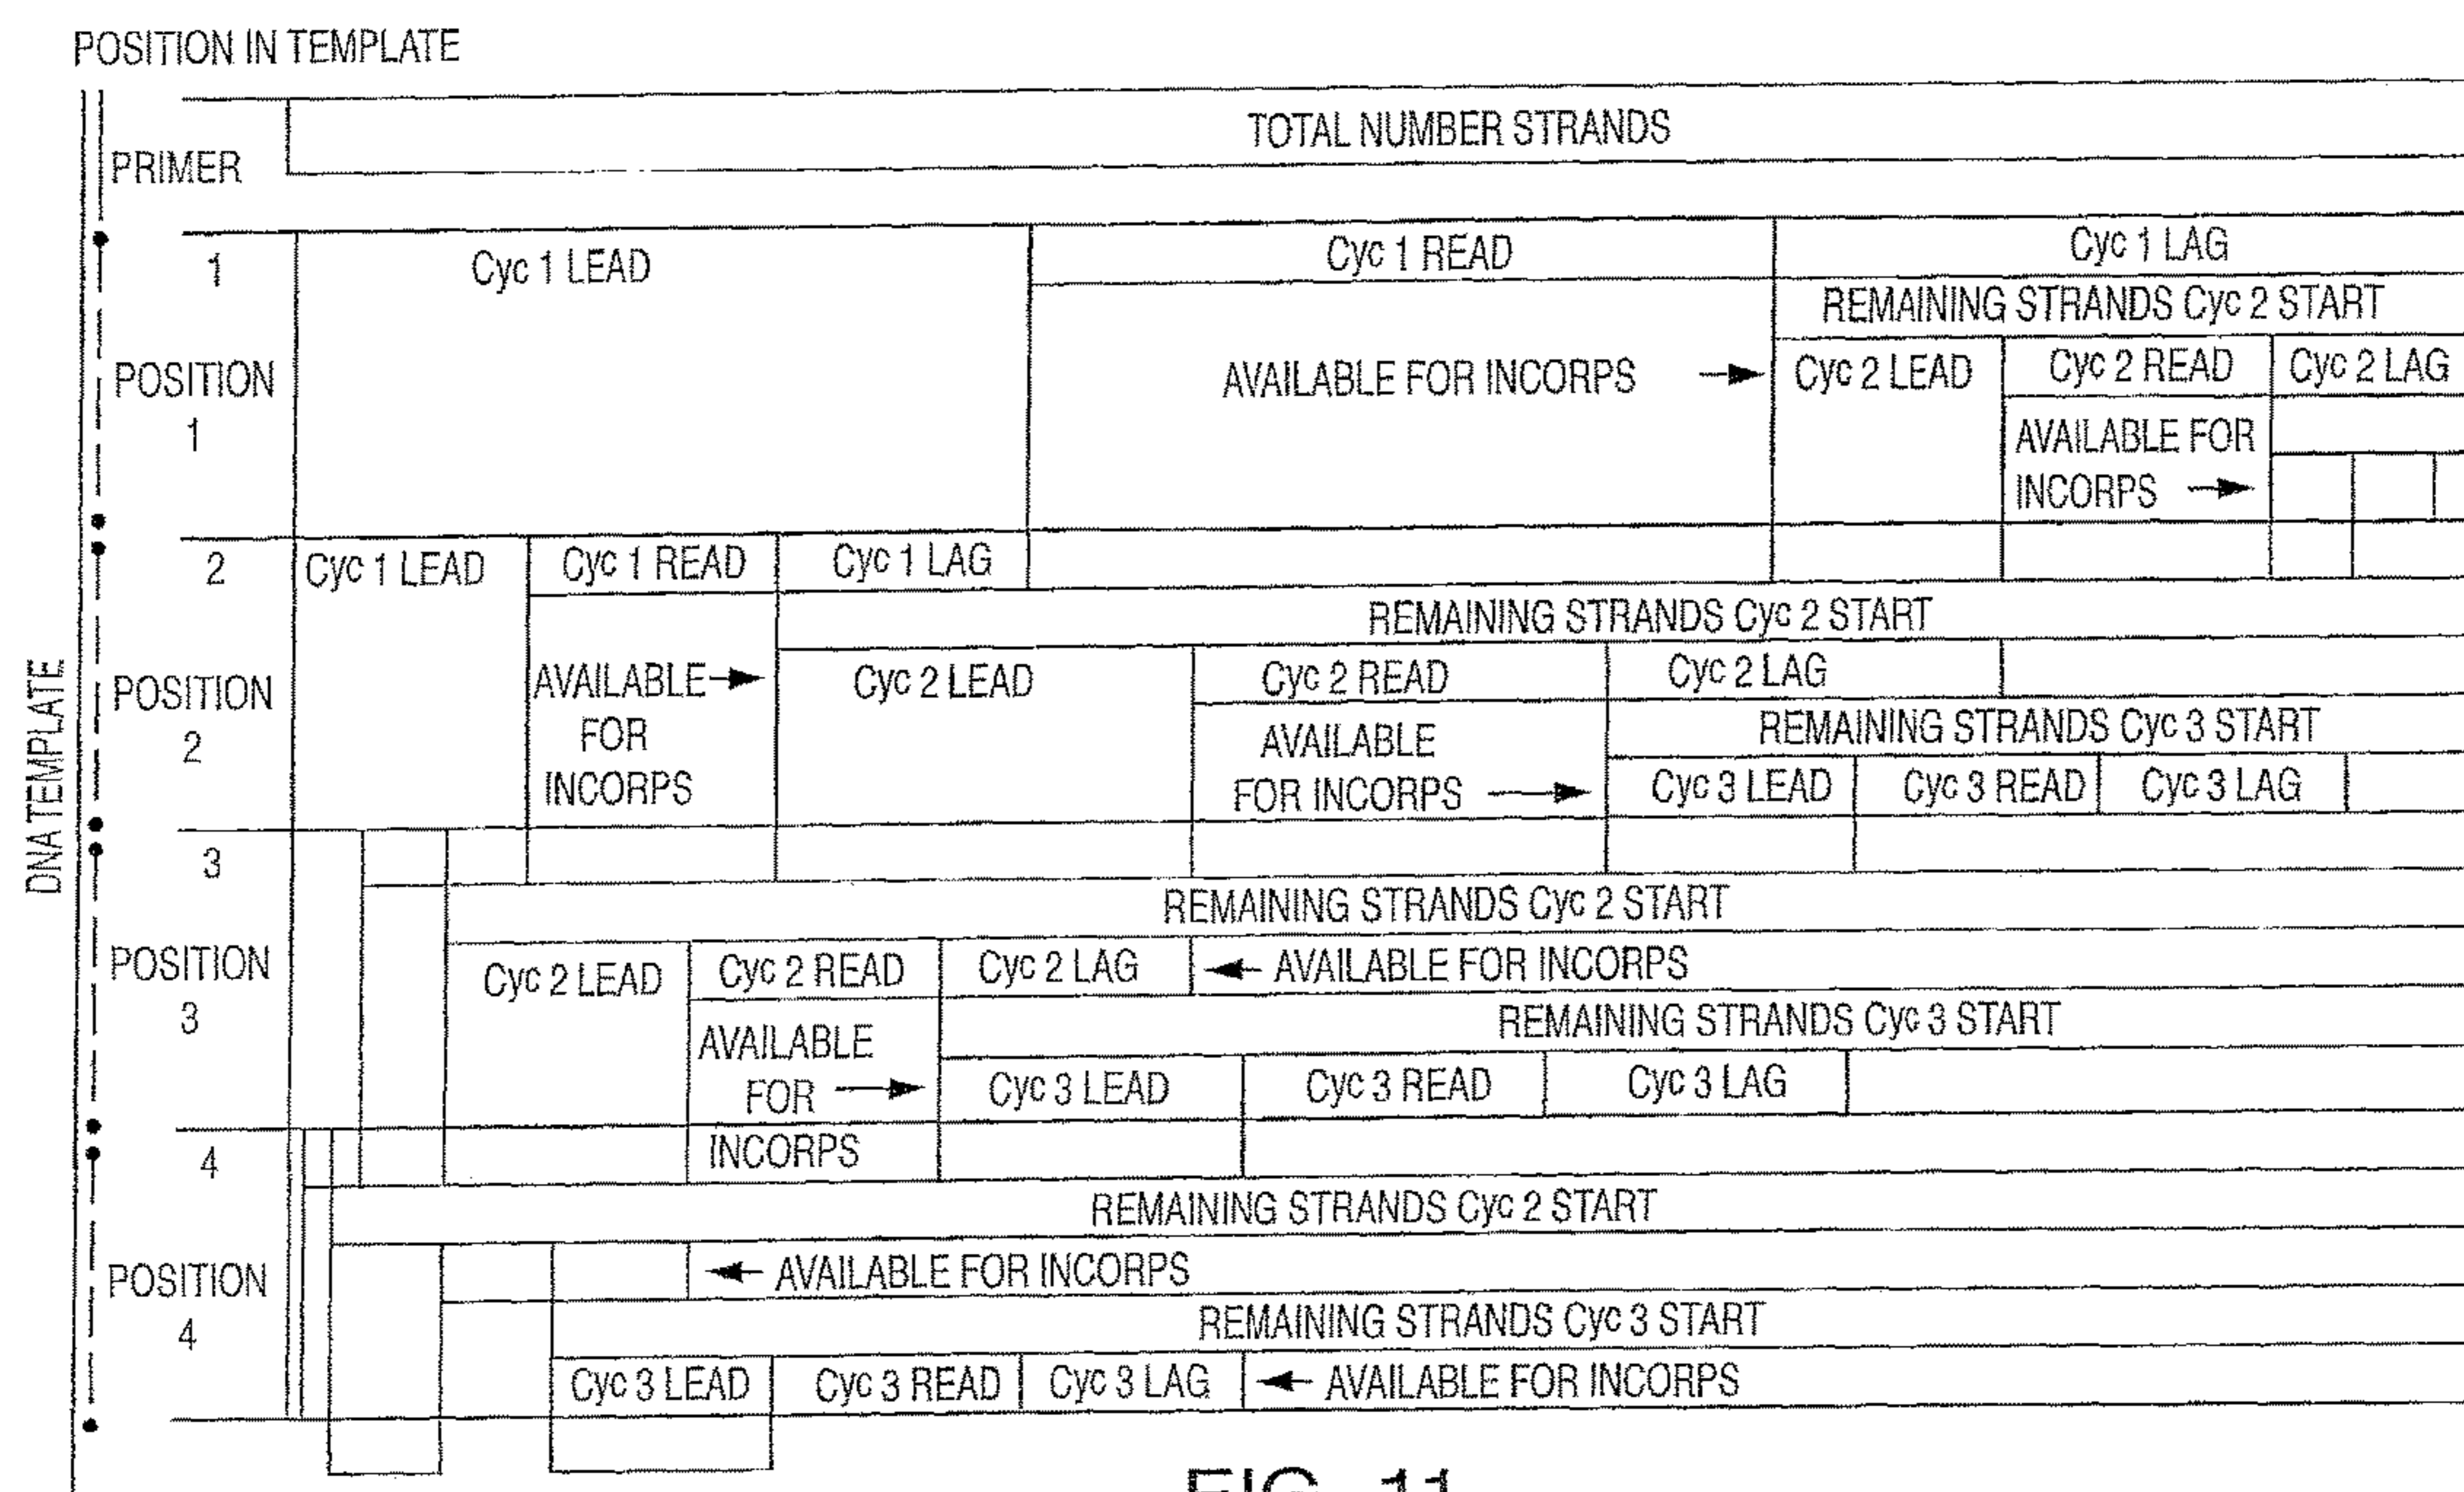 POSITION IN TEMPLATE
TOTAL NUMBER STRANDS
PRIMER
1
Cyc 1 LEAD
Cyc 1 READ
Cyc 1 LAG
REMAINING STRANDS Cyc 2 START
POSITION
1
AVAILABLE FOR INCORPS
Cyc 2 LEAD
Cyc 2 READ
Cyc 2 LAG
AVAILABLE FOR
INCORPS
2
Cyc 1 LEAD
Cyc 1 READ
Cyc 1 LAG
REMAINING STRANDS Cyc 2 START
DNA TEMPLATE
POSITION
2
AVAILABLE
FOR
INCORPS
Cyc 2 LEAD
Cyc 2 READ
Cyc 2 LAG
AVAILABLE
FOR INCORPS
REMAINING STRANDS Cyc 3 START
Cyc 3 LEAD
Cyc 3 READ
Cyc 3 LAG
3
REMAINING STRANDS Cyc 2 START
POSITION
3
Cyc 2 LEAD
Cyc 2 READ
Cyc 2 LAG
AVAILABLE FOR INCORPS
AVAILABLE
FOR
INCORPS
REMAINING STRANDS Cyc 3 START
Cyc 3 LEAD
Cyc 3 READ
Cyc 3 LAG
4
REMAINING STRANDS Cyc 2 START
POSITION
4
AVAILABLE FOR INCORPS
REMAINING STRANDS Cyc 3 START
Cyc 3 LEAD
Cyc 3 READ
Cyc 3 LAG
AVAILABLE FOR INCORPS
FIG. 11